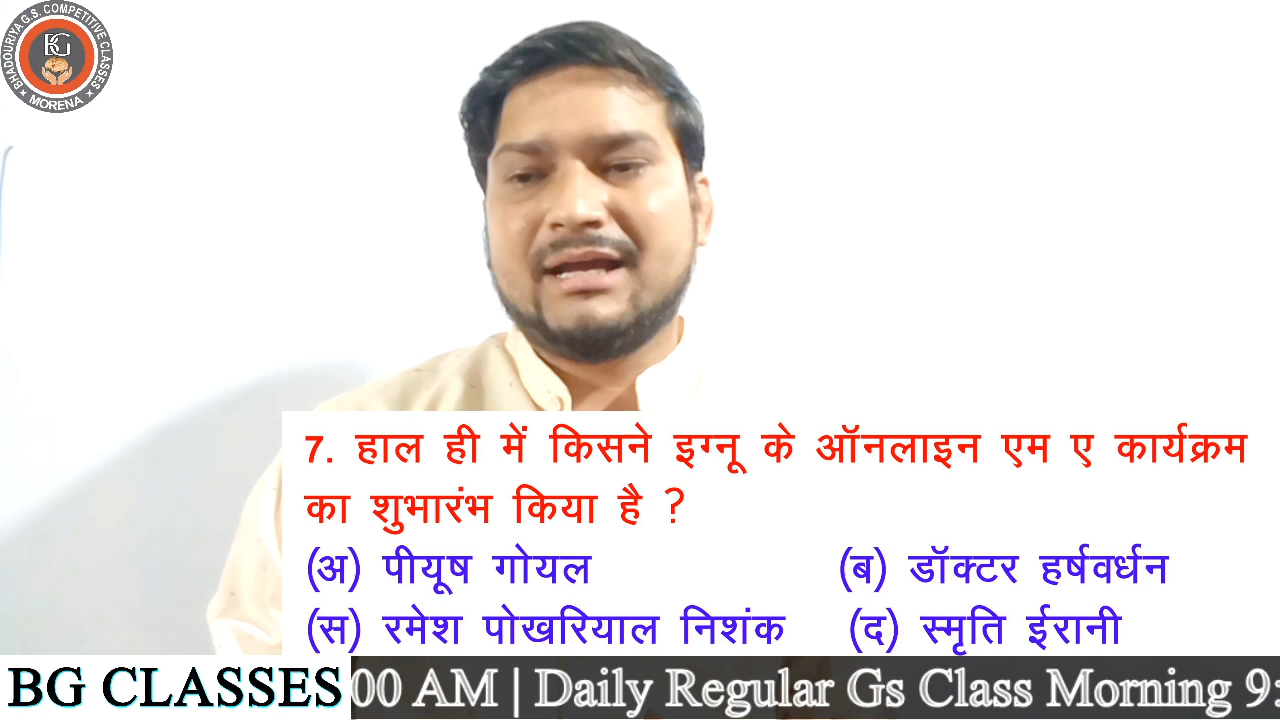 BHADOURIYA G.S. COMPETITIVE CLASSES
BG
MORENA
7. हाल ही में किसने इग्नू के ऑनलाइन एम ए कार्यक्रम
का शुभारंभ किया है ?
(अ) पीयूष गोयल (ब) डॉक्टर हर्षवर्धन
(स) रमेश पोखरियाल निशंक (द) स्मृति ईरानी
BG CLASSES 00 AM | Daily Regular Gs Class Morning 9: